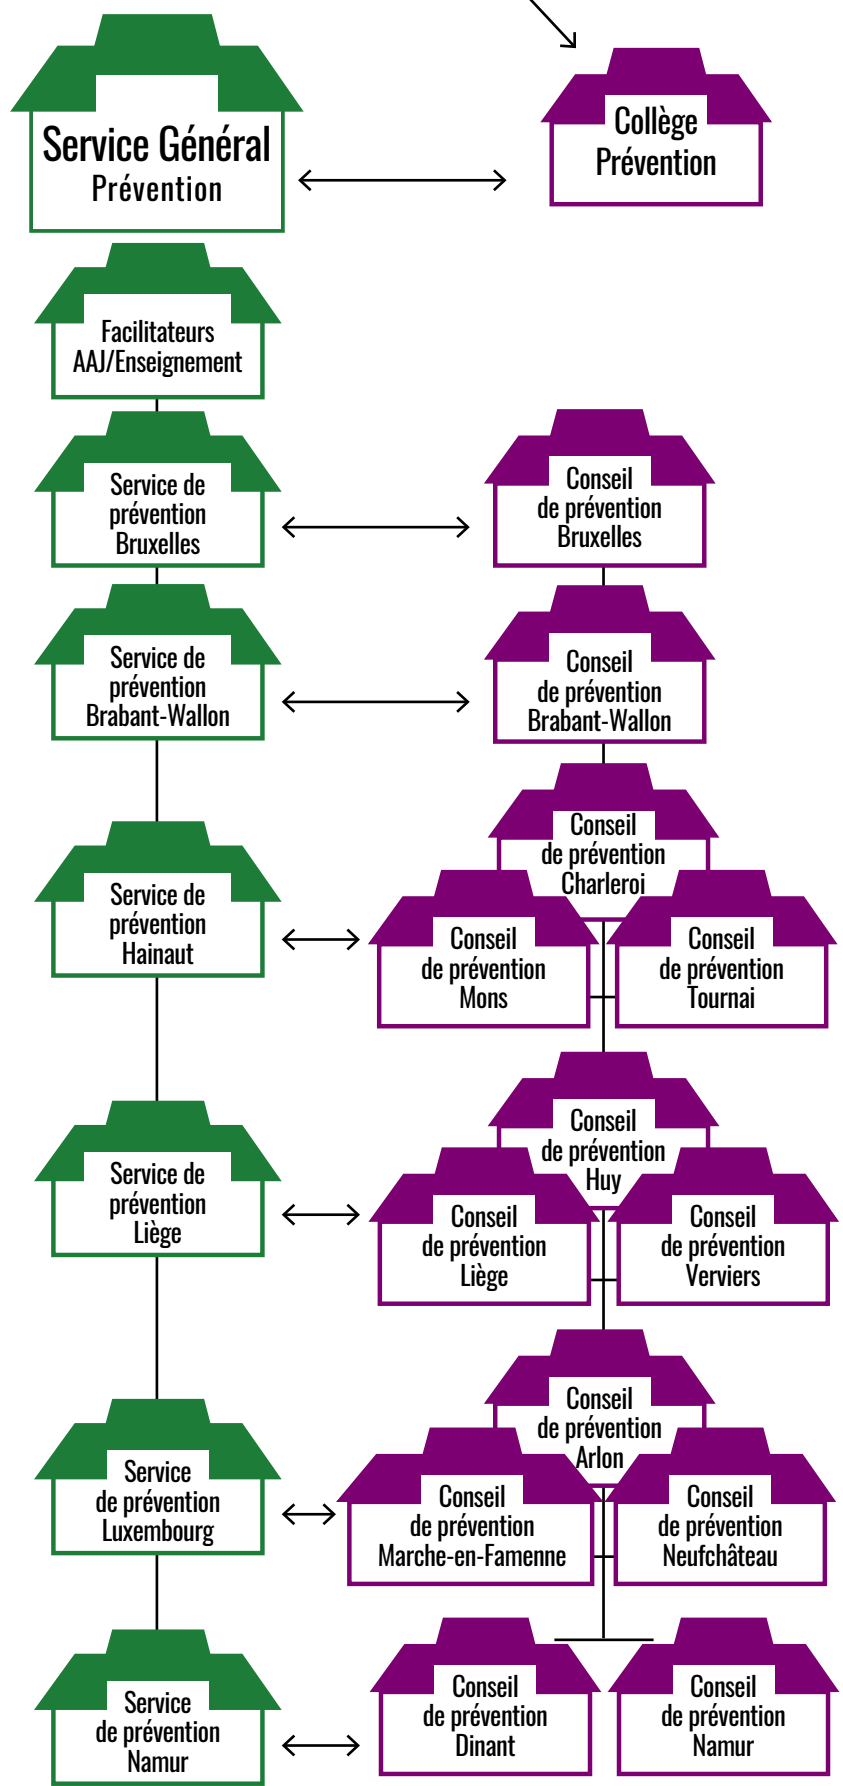 Service Général
Prévention
Collège
Prévention
Facilitateurs
AAJ/Enseignement
Service de
prévention
Bruxelles
Conseil
de prévention
Bruxelles
Service de
prévention
Brabant-Wallon
Conseil
de prévention
Brabant-Wallon
Conseil
de prévention
Charleroi
Service de
prévention
Hainaut
Conseil
de prévention
Mons
Conseil
de prévention
Tournai
Conseil
de prévention
Huy
Service de
prévention
Liège
Conseil
de prévention
Liège
Conseil
de prévention
Verviers
Conseil
de prévention
Arlon
Service
de prévention
Luxembourg
Conseil
de prévention
Marche-en-Famenne
Conseil
de prévention
Neufchâteau
Service
de prévention
Namur
Conseil
de prévention
Dinant
Conseil
de prévention
Namur